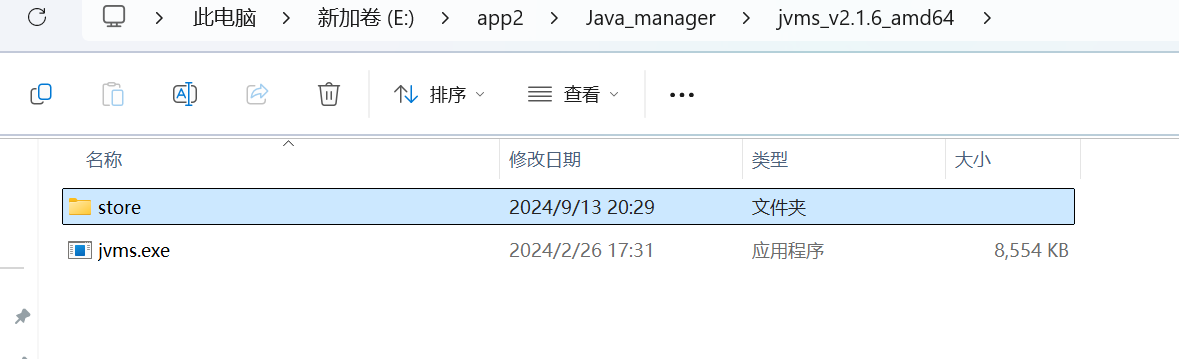 此电脑 新加卷 (E:) app2 Java_manager jvms_v2.1.6_amd64
排序 查看
名称 修改日期 类型 大小
store 2024/9/13 20:29 文件夹
jvms.exe 2024/2/26 17:31 应用程序 8,554 KB